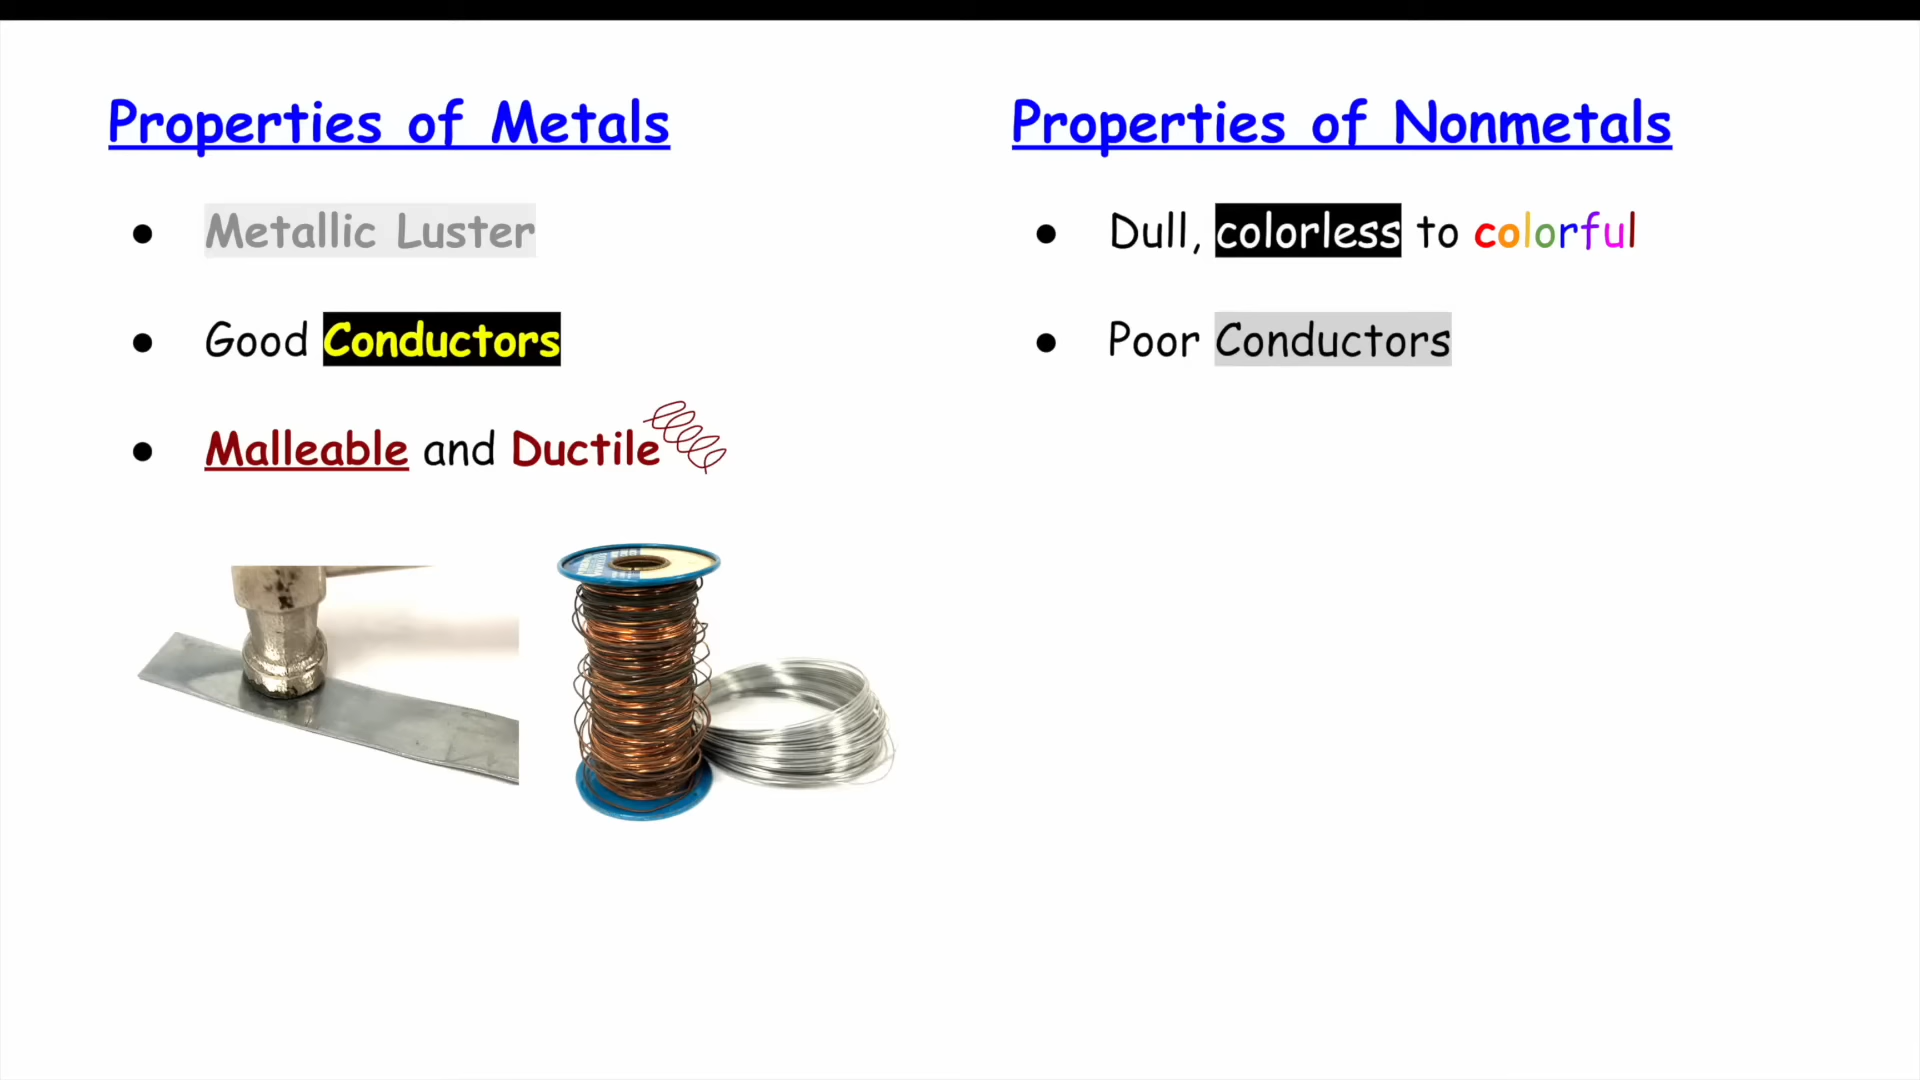 Properties of Metals
● Metallic Luster
● Good Conductors
● Malleable and Ductile
Properties of Nonmetals
● Dull, colorless to colorful
● Poor Conductors